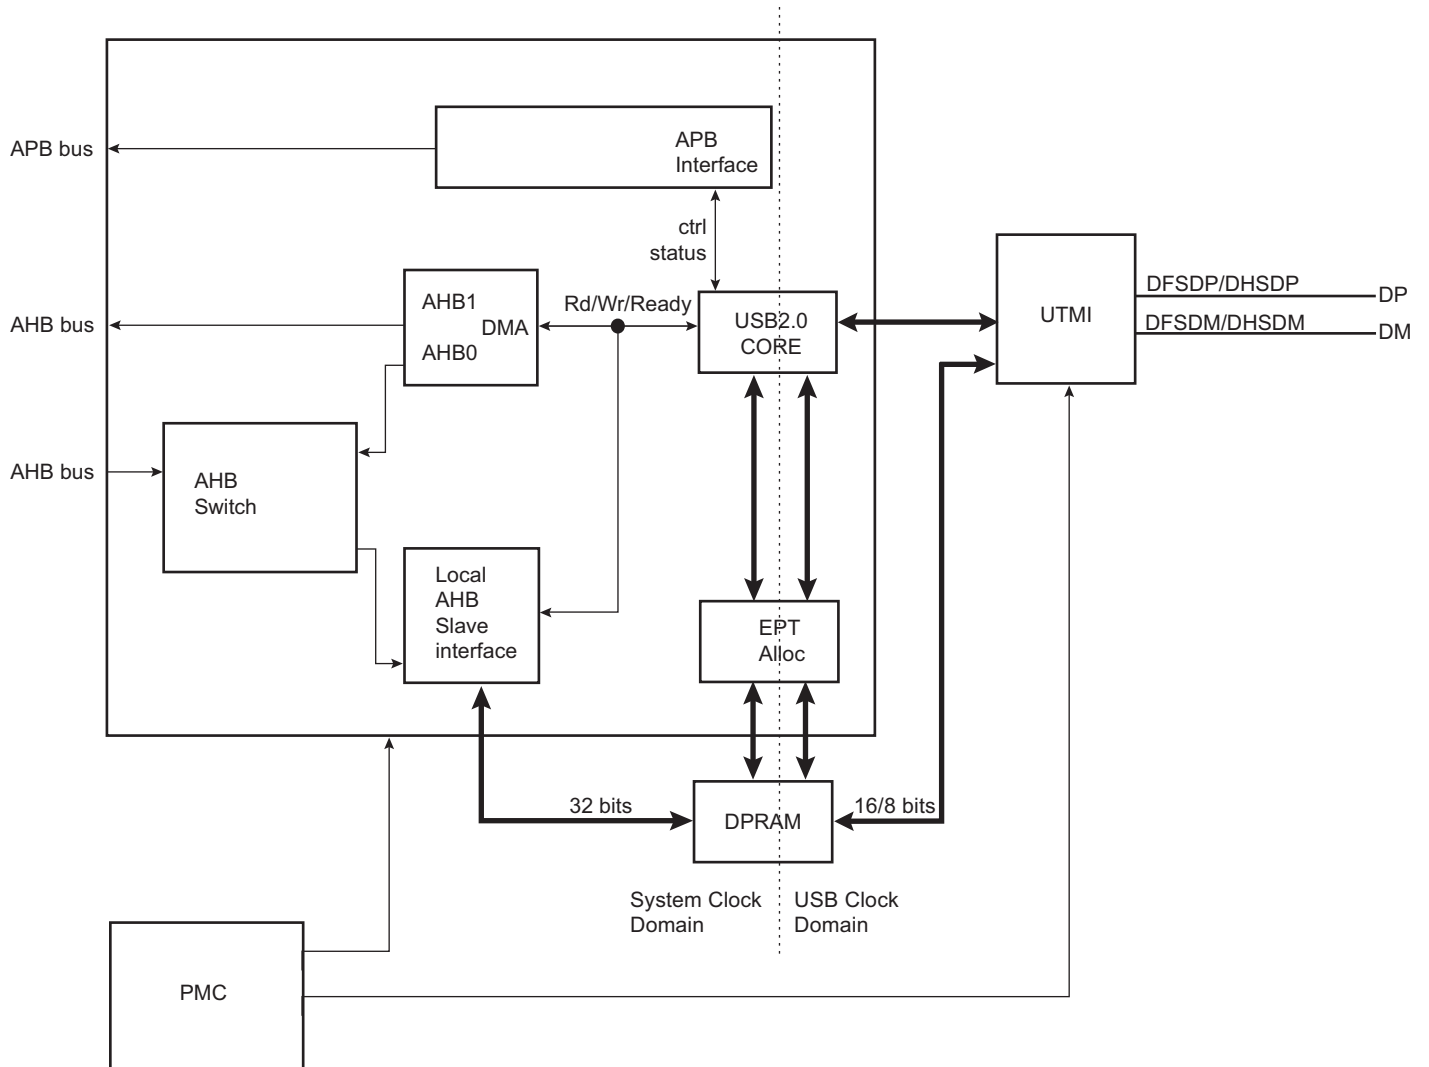 APB bus
APB
Interface
ctrl
status
AHB bus
AHB1
DMA
AHB0
Rd/Wr/Ready
USB2.0
CORE
UTMI
DFSDP/DHSDP
DP
DFSDM/DHSDM
DM
AHB bus
AHB
Switch
Local
AHB
Slave
interface
EPT
Alloc
32 bits
DPRAM
16/8 bits
System Clock
Domain
USB Clock
Domain
PMC